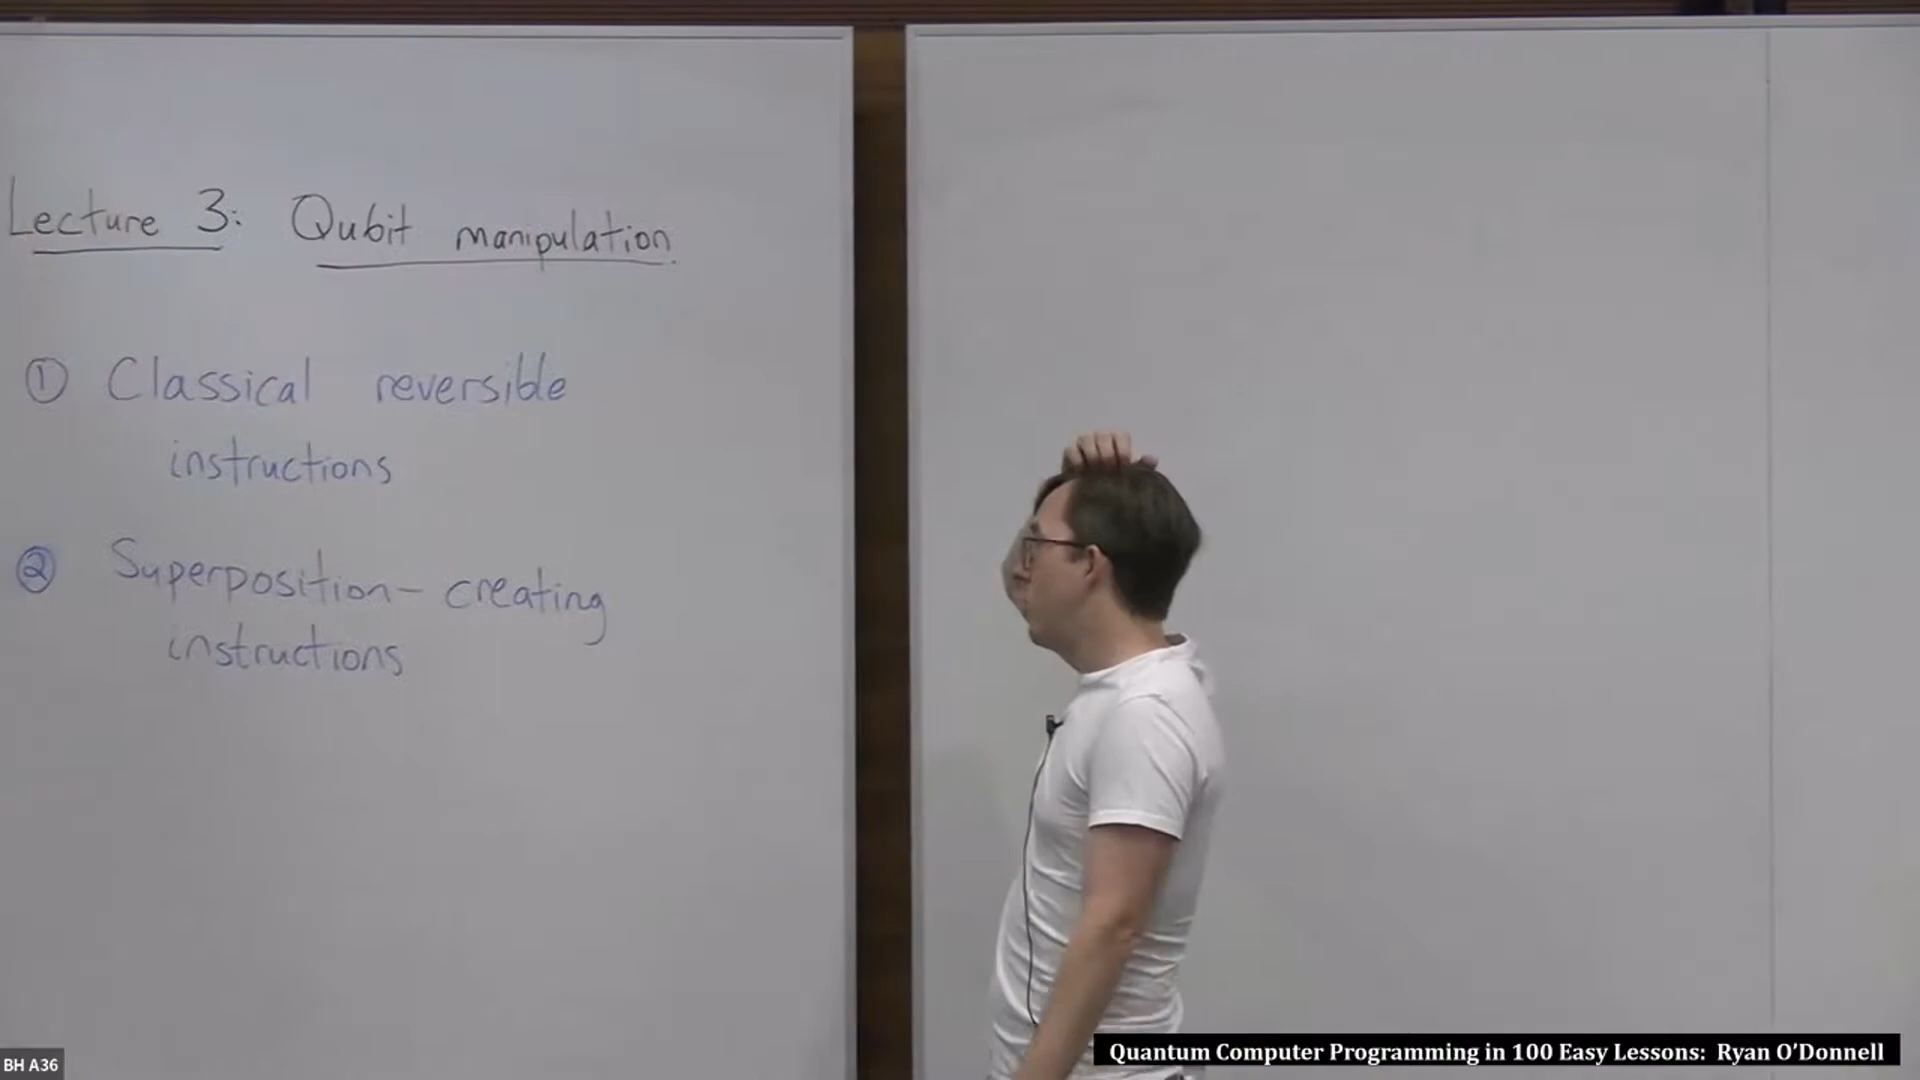 Lecture 3: Qubit manipulation.
① Classical reversible
instructions
② Superposition-creating
instructions
BH A36
Quantum Computer Programming in 100 Easy Lessons: Ryan O'Donnell